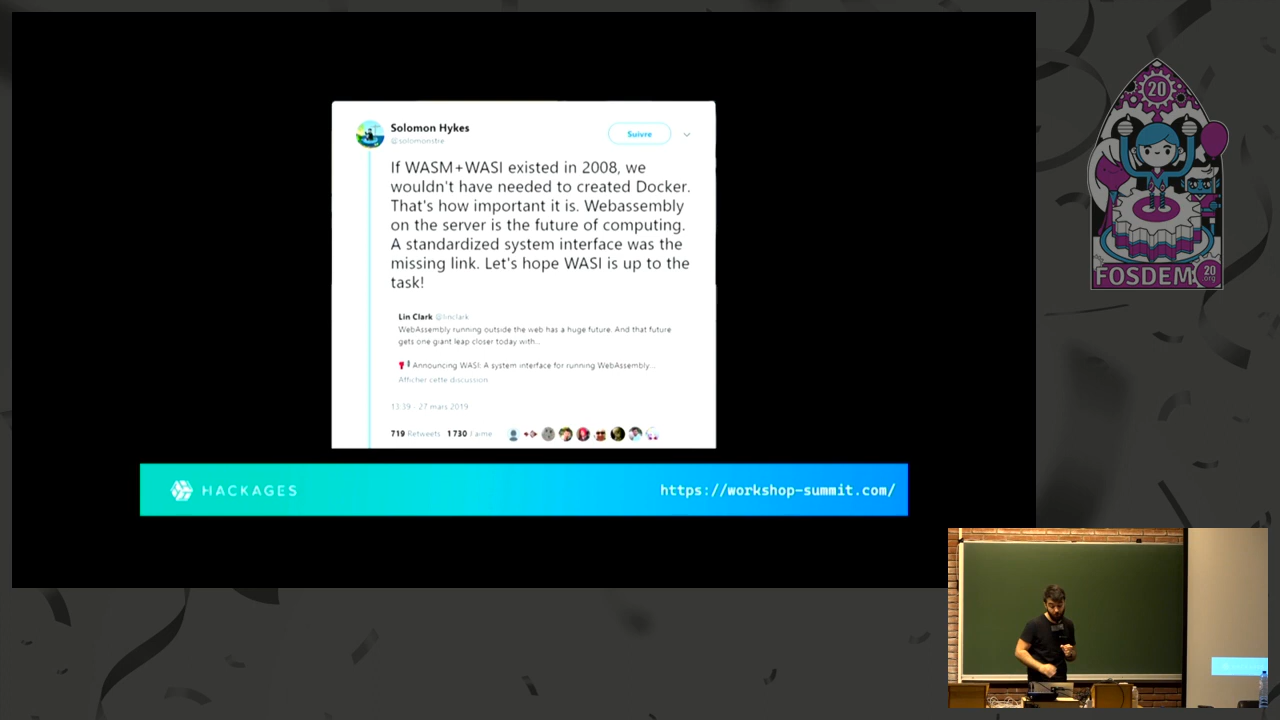 Solomon Hykes
@solomonstre
Suivre
If WASM+WASI existed in 2008, we
wouldn't have needed to created Docker.
That's how important it is. Webassembly
on the server is the future of computing.
A standardized system interface was the
missing link. Let's hope WASI is up to the
task!
Lin Clark @linclark
WebAssembly running outside the web has a huge future. And that future
gets one giant leap closer today with...
Announcing WASI: A system interface for running WebAssembly...
Afficher cette discussion
13:39 - 27 mars 2019
719 Retweets 1 730 J'aime
HACKAGES
https://workshop-summit.com/
20
FOSDEM
20
.org